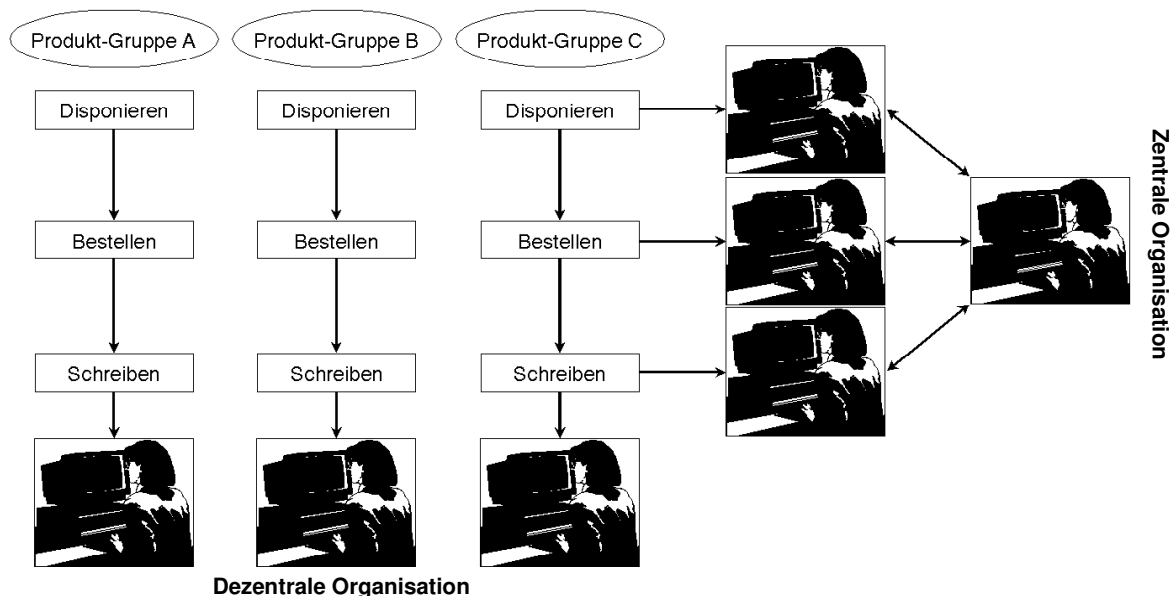 Produkt-Gruppe A
Produkt-Gruppe B
Produkt-Gruppe C
Disponieren
Disponieren
Disponieren
Bestellen
Bestellen
Bestellen
Schreiben
Schreiben
Schreiben
Dezentrale Organisation
Zentrale Organisation